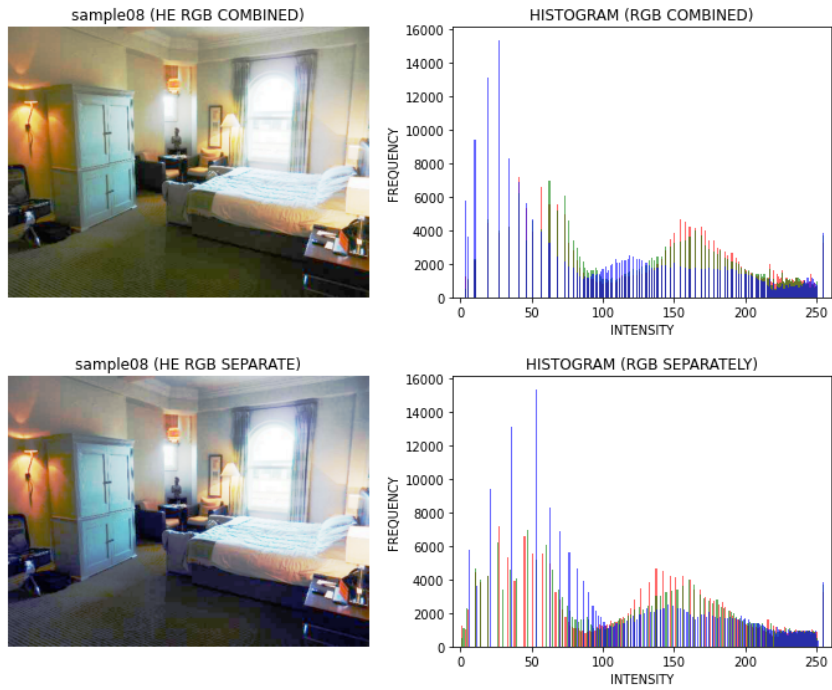 sample08 (HE RGB COMBINED)
HISTOGRAM (RGB COMBINED)
16000
14000
12000
10000
8000
6000
4000
2000
0
FREQUENCY
0 50 100 150 200 250
INTENSITY
sample08 (HE RGB SEPARATE)
HISTOGRAM (RGB SEPARATELY)
16000
14000
12000
10000
8000
6000
4000
2000
0
FREQUENCY
0 50 100 150 200 250
INTENSITY